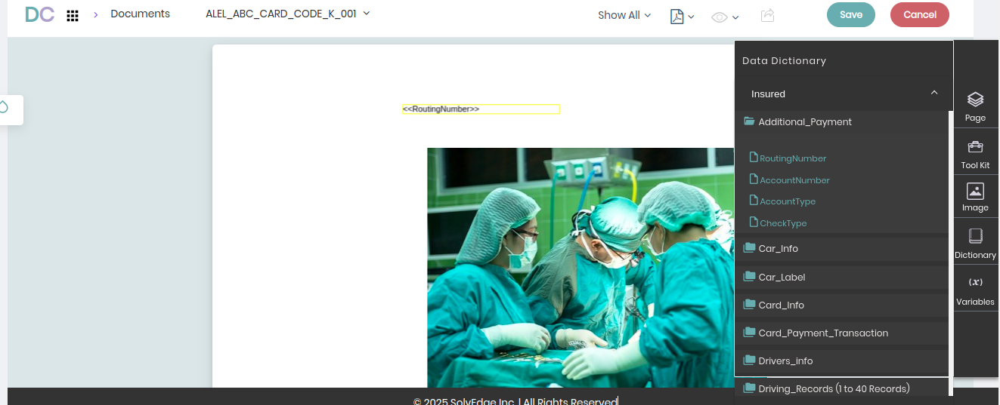 DC > Documents ALEL_ABC_CARD_CODE_K_001 Show All Save Cancel
Data Dictionary
Insured
<<RoutingNumber>>
Additional_Payment
RoutingNumber
AccountNumber
AccountType
CheckType
Car_Info
Car_Label
Card_Info
Card_Payment_Transaction
Drivers_info
Driving_Records (1 to 40 Records)
Page
Tool Kit
Image
Dictionary
(x)
Variables
© 2025 SolvEdge Inc. | All Rights Reserved